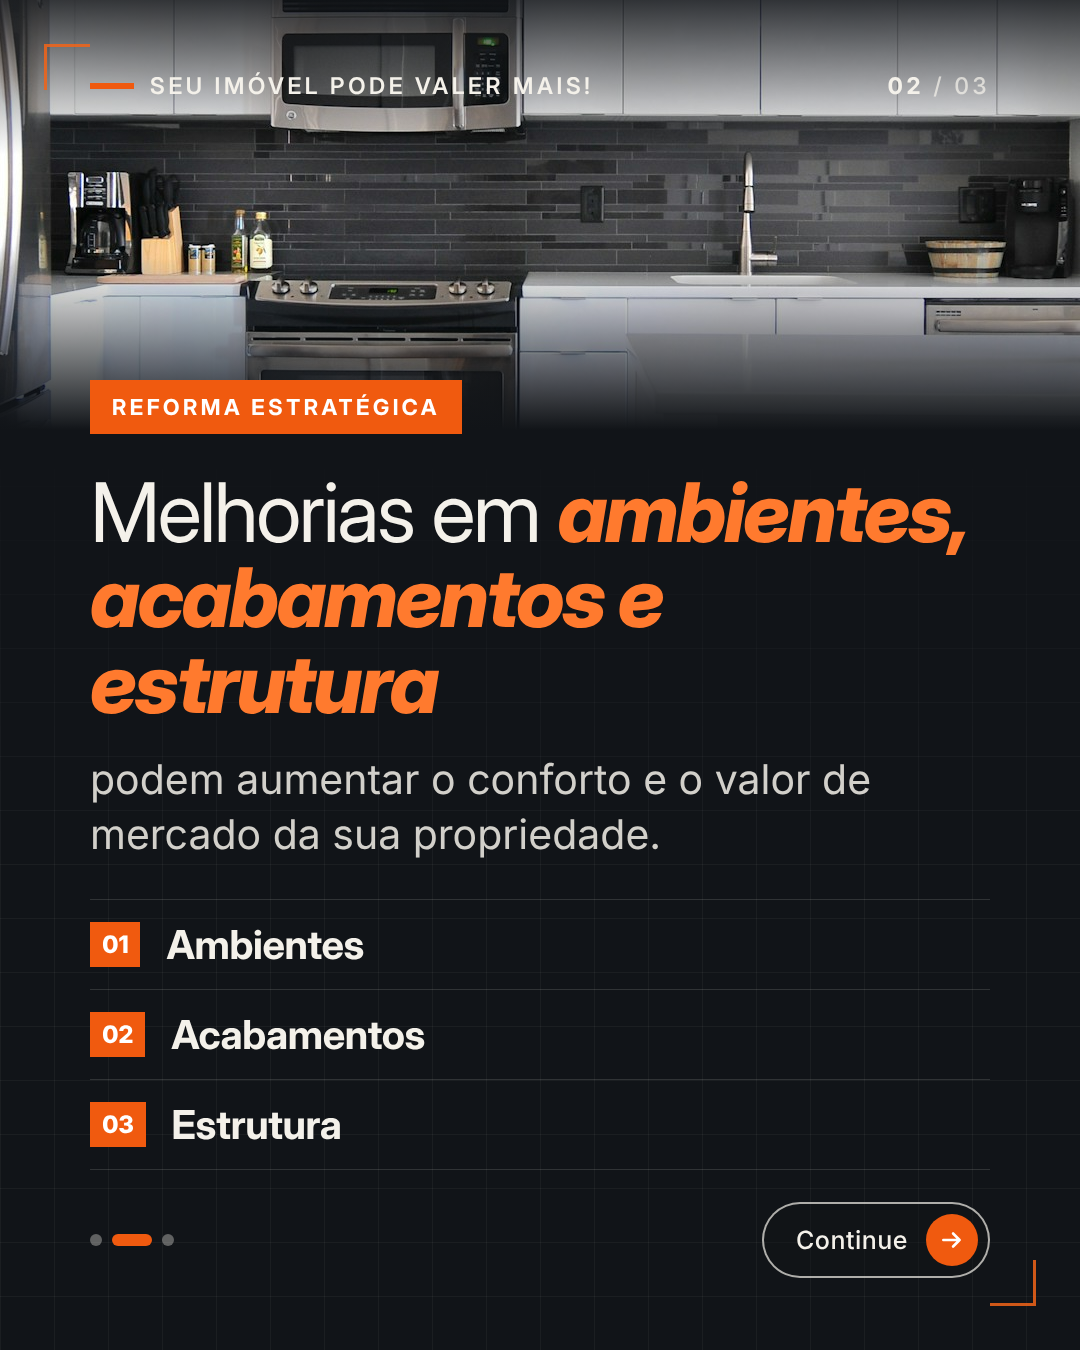 SEU IMÓVEL PODE VALER MAIS!
02 / 03
REFORMA ESTRATÉGICA
Melhorias em ambientes,
acabamentos e
estrutura
podem aumentar o conforto e o valor de
mercado da sua propriedade.
01 Ambientes
02 Acabamentos
03 Estrutura
Continue